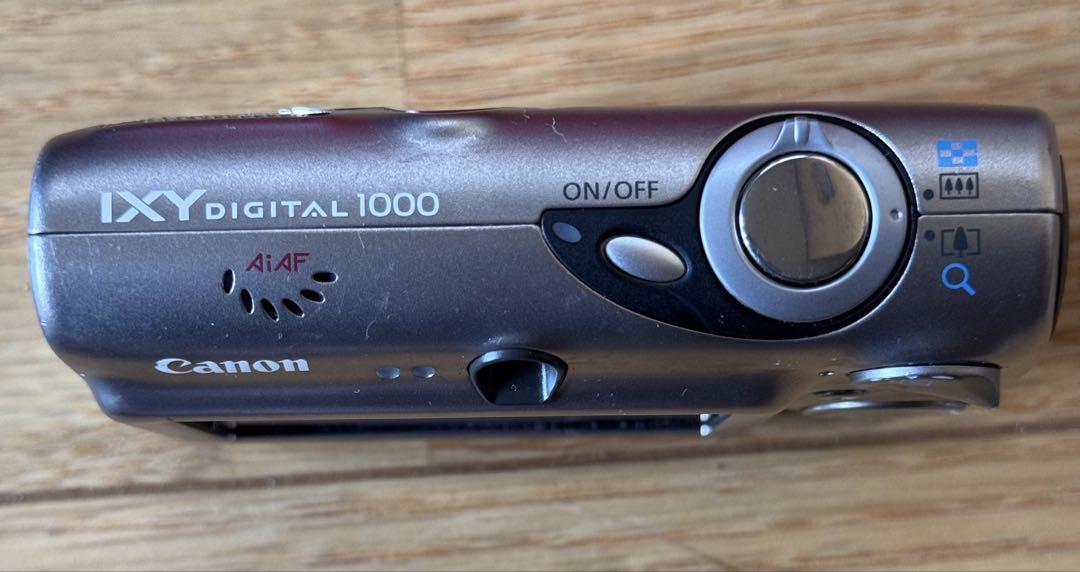 IXY DIGITAL 1000
ON/OFF
AiAF
Canon